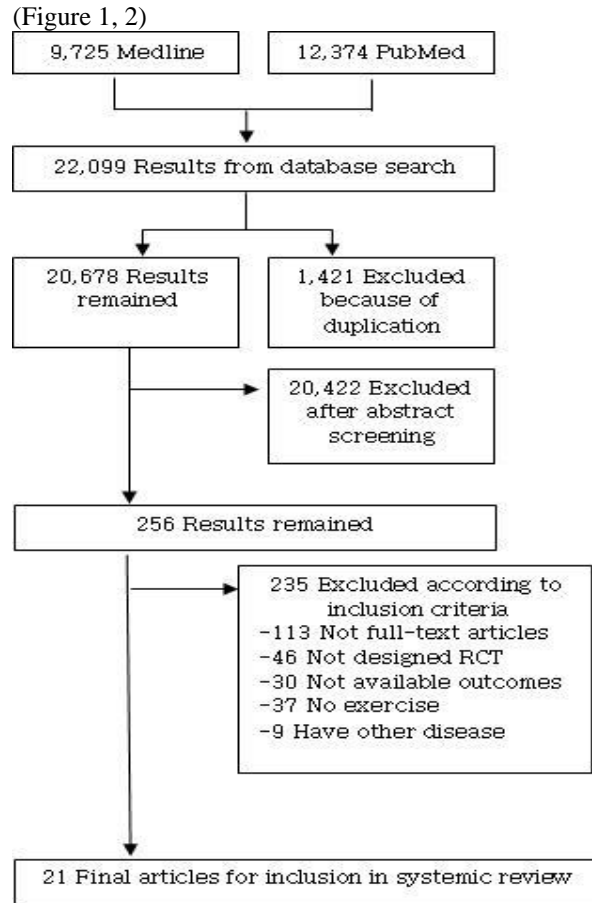 (Figure 1, 2)
9,725 Medline
12,374 PubMed
22,099 Results from database search
20,678 Results
remained
1,421 Excluded
because of
duplication
20,422 Excluded
after abstract
screening
256 Results remained
235 Excluded according to
inclusion criteria
-113 Not full-text articles
-46 Not designed RCT
-30 Not available outcomes
-37 No exercise
-9 Have other disease
21 Final articles for inclusion in systemic review